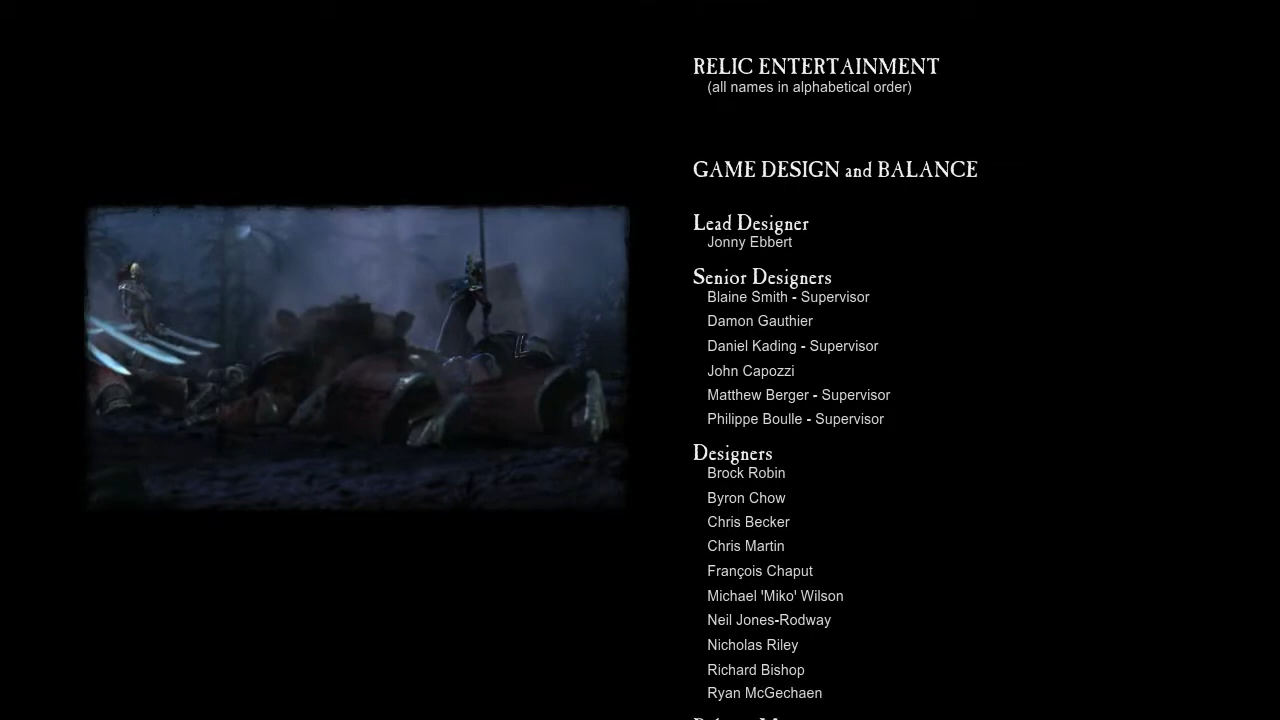 RELIC ENTERTAINMENT
(all names in alphabetical order)
GAME DESIGN and BALANCE
Lead Designer
Jonny Ebbert
Senior Designers
Blaine Smith - Supervisor
Damon Gauthier
Daniel Kading - Supervisor
John Capozzi
Matthew Berger - Supervisor
Philippe Boulle - Supervisor
Designers
Brock Robin
Byron Chow
Chris Becker
Chris Martin
François Chaput
Michael 'Miko' Wilson
Neil Jones-Rodway
Nicholas Riley
Richard Bishop
Ryan McGechaen